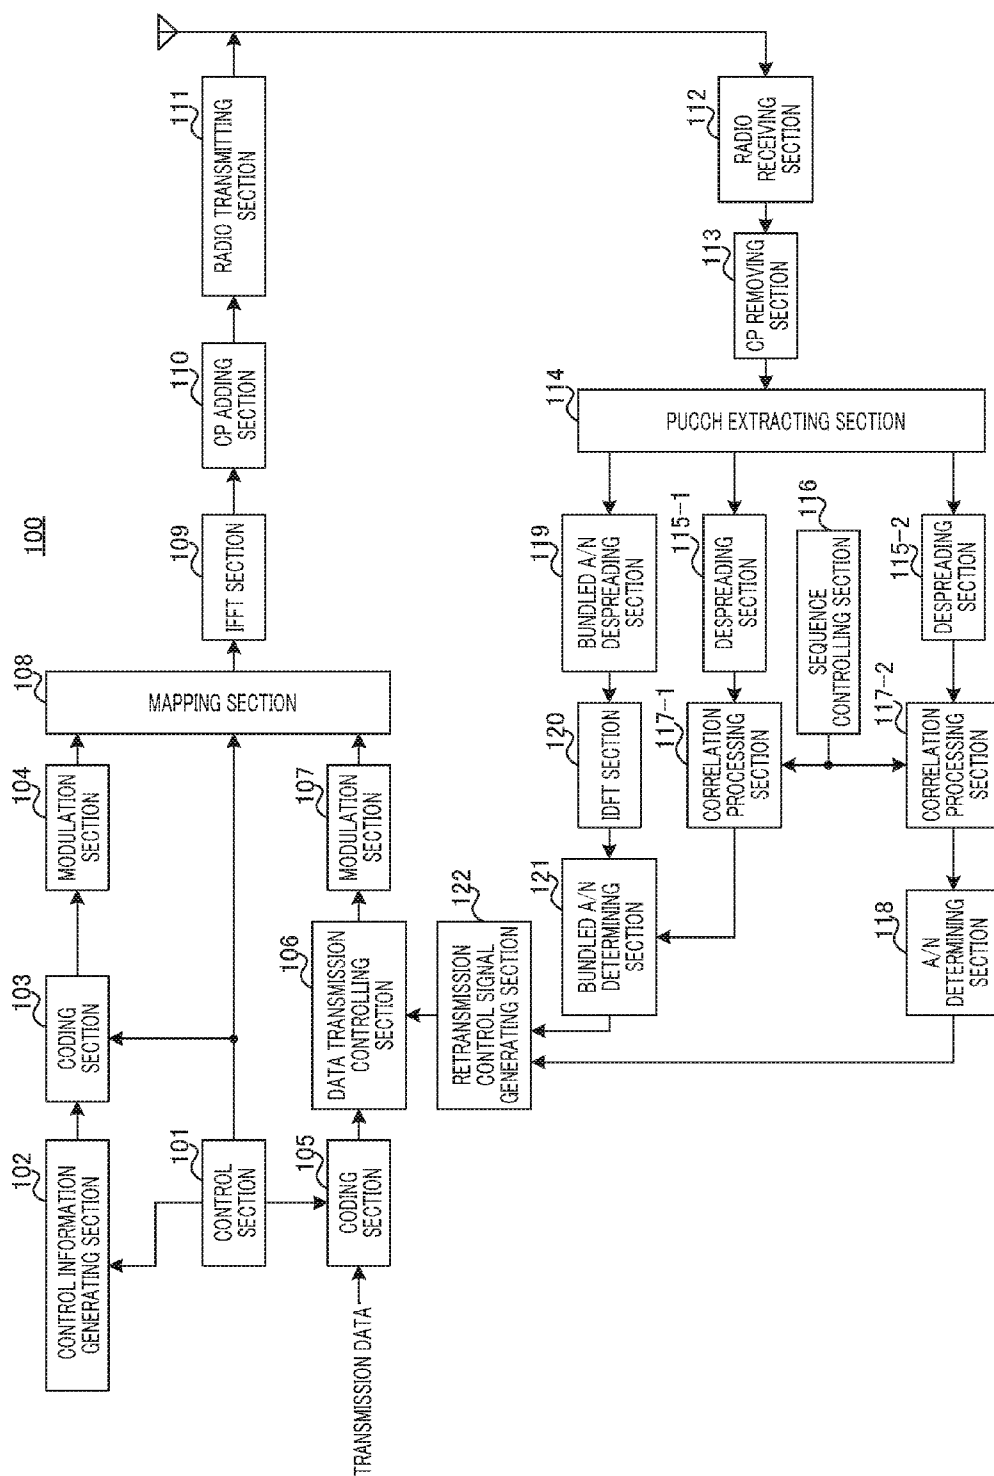 100
102
CONTROL INFORMATION
GENERATING SECTION
103
CODING
SECTION
104
MODULATION
SECTION
108
MAPPING SECTION
109
IFFT SECTION
110
CP ADDING
SECTION
111
RADIO TRANSMITTING
SECTION
101
CONTROL
SECTION
TRANSMISSION DATA
105
CODING
SECTION
106
DATA TRANSMISSION
CONTROLLING
SECTION
107
MODULATION
SECTION
122
RETRANSMISSION
CONTROL SIGNAL
GENERATING SECTION
121
BUNDLED A/N
DETERMINING
SECTION
120
IDFT SECTION
119
BUNDLED A/N
DESPREADING
SECTION
114
PUCCH EXTRACTING SECTION
113
CP REMOVING
SECTION
112
RADIO
RECEIVING
SECTION
117-1
CORRELATION
PROCESSING
SECTION
115-1
DESPREADING
SECTION
116
SEQUENCE
CONTROLLING SECTION
118
A/N
DETERMINING
SECTION
117-2
CORRELATION
PROCESSING
SECTION
115-2
DESPREADING
SECTION